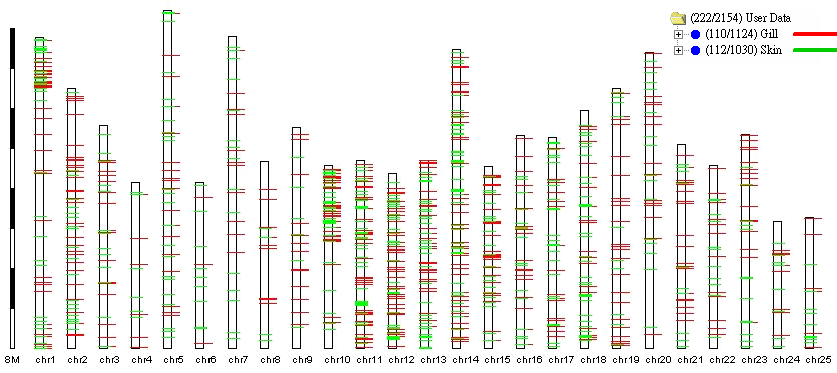 (222/2154) User Data
(110/1124) Gill
(112/1030) Skin
8M chr1 chr2 chr3 chr4 chr5 chr6 chr7 chr8 chr9 chr10 chr11 chr12 chr13 chr14 chr15 chr16 chr17 chr18 chr19 chr20 chr21 chr22 chr23 chr24 chr25